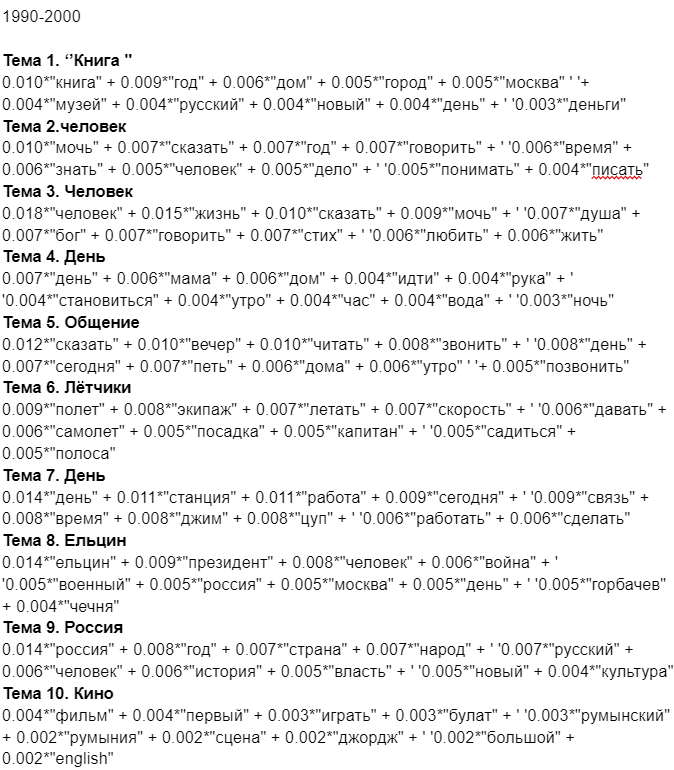 1990-2000
Тема 1. ‘’Книга "
0.010*"книга" + 0.009*"год" + 0.006*"дом" + 0.005*"город" + 0.005*"москва" ' '+
0.004*"музей" + 0.004*"русский" + 0.004*"новый" + 0.004*"день" + ' '0.003*"деньги"
Тема 2.человек
0.010*"мочь" + 0.007*"сказать" + 0.007*"год" + 0.007*"говорить" + ' '0.006*"время" +
0.006*"знать" + 0.005*"человек" + 0.005*"дело" + ' '0.005*"понимать" + 0.004*"писать"
Тема 3. Человек
0.018*"человек" + 0.015*"жизнь" + 0.010*"сказать" + 0.009*"мочь" + ' '0.007*"душа" +
0.007*"бог" + 0.007*"говорить" + 0.007*"стих" + ' '0.006*"любить" + 0.006*"жить"
Тема 4. День
0.007*"день" + 0.006*"мама" + 0.006*"дом" + 0.004*"идти" + 0.004*"рука" + '
'0.004*"становиться" + 0.004*"утро" + 0.004*"час" + 0.004*"вода" + ' '0.003*"ночь"
Тема 5. Общение
0.012*"сказать" + 0.010*"вечер" + 0.010*"читать" + 0.008*"звонить" + ' '0.008*"день" +
0.007*"сегодня" + 0.007*"петь" + 0.006*"дома" + 0.006*"утро" ' '+ 0.005*"позвонить"
Тема 6. Лётчики
0.009*"полет" + 0.008*"экипаж" + 0.007*"летать" + 0.007*"скорость" + ' '0.006*"давать" +
0.006*"самолет" + 0.005*"посадка" + 0.005*"капитан" + ' '0.005*"садиться" +
0.005*"полоса"
Тема 7. День
0.014*"день" + 0.011*"станция" + 0.011*"работа" + 0.009*"сегодня" + ' '0.009*"связь" +
0.008*"время" + 0.008*"джим" + 0.008*"цуп" + ' '0.006*"работать" + 0.006*"сделать"
Тема 8. Ельцин
0.014*"ельцин" + 0.009*"президент" + 0.008*"человек" + 0.006*"война" + '
'0.005*"военный" + 0.005*"россия" + 0.005*"москва" + 0.005*"день" + ' '0.005*"горбачев"
+ 0.004*"чечня"
Тема 9. Россия
0.014*"россия" + 0.008*"год" + 0.007*"страна" + 0.007*"народ" + ' '0.007*"русский" +
0.006*"человек" + 0.006*"история" + 0.005*"власть" + ' '0.005*"новый" + 0.004*"культура"
Тема 10. Кино
0.004*"фильм" + 0.004*"первый" + 0.003*"играть" + 0.003*"булат" + ' '0.003*"румынский"
+ 0.002*"румыния" + 0.002*"сцена" + 0.002*"джордж" + ' '0.002*"большой" +
0.002*"english"